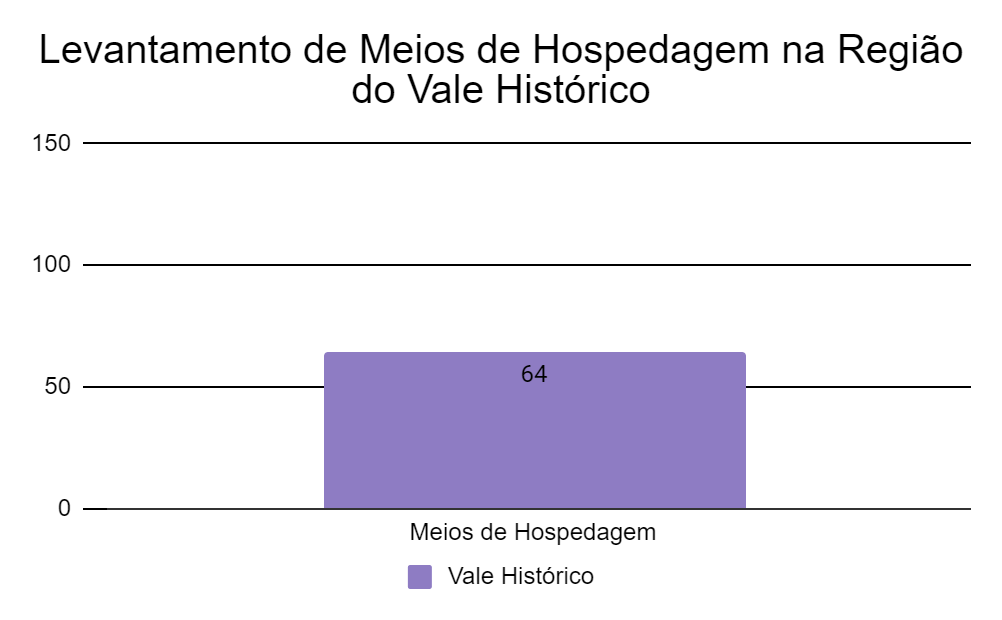 Levantamento de Meios de Hospedagem na Região
do Vale Histórico
150
100
50
0
64
Meios de Hospedagem
Vale Histórico